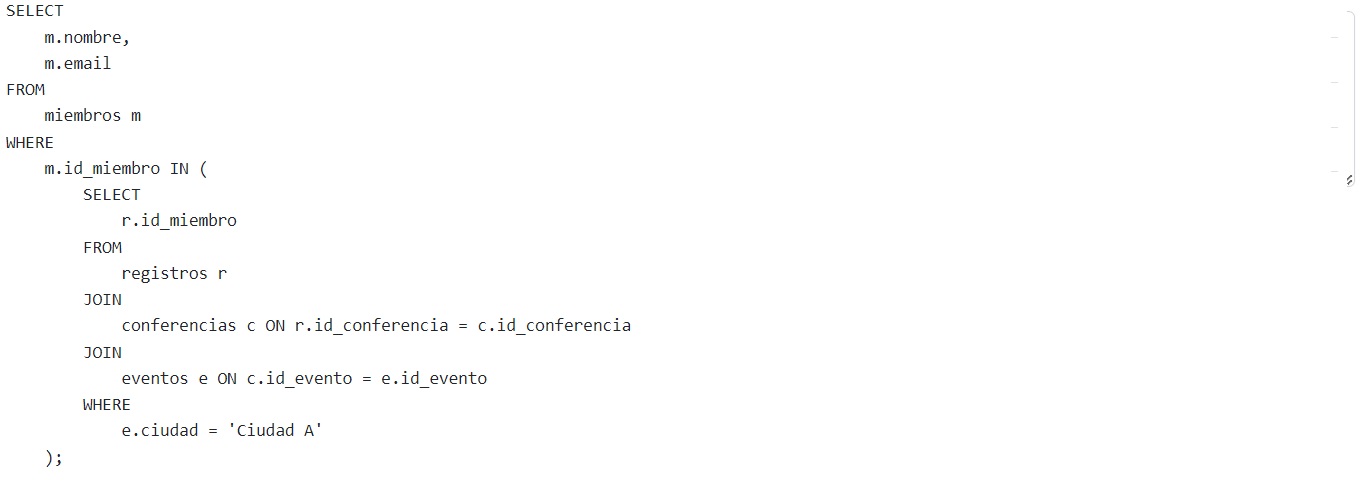 SELECT
    m.nombre,
    m.email
FROM
    miembros m
WHERE
    m.id_miembro IN (
        SELECT
            r.id_miembro
        FROM
            registros r
        JOIN
            conferencias c ON r.id_conferencia = c.id_conferencia
        JOIN
            eventos e ON c.id_evento = e.id_evento
        WHERE
            e.ciudad = 'Ciudad A'
    );